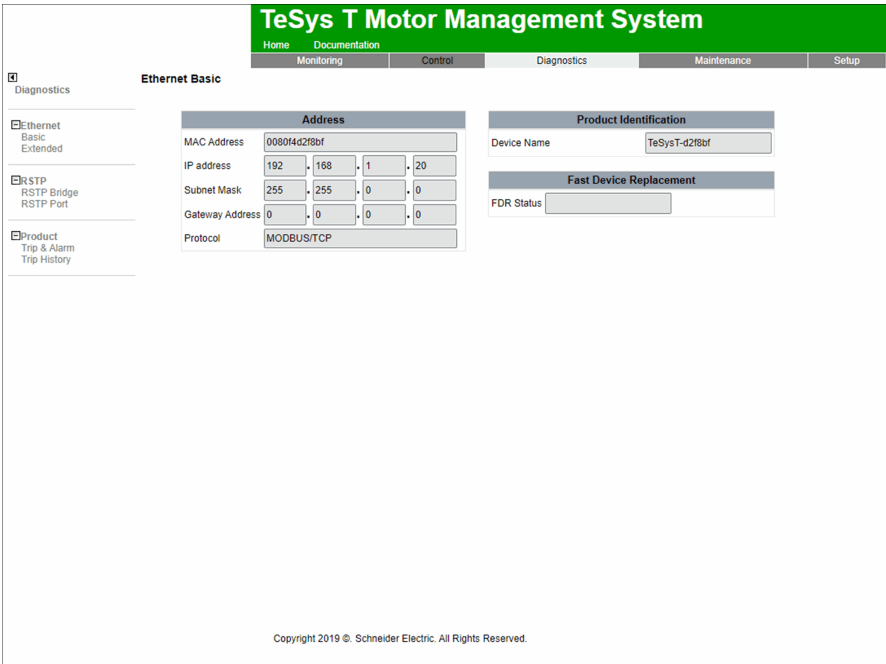 TeSys T Motor Management System
Home Documentation
Monitoring Control Diagnostics Maintenance Setup
Diagnostics
Ethernet
Basic
Extended
RSTP
RSTP Bridge
RSTP Port
Product
Trip & Alarm
Trip History
Ethernet Basic
Address
MAC Address 0080f4d2f8bf
IP address 192 . 168 . 1 . 20
Subnet Mask 255 . 255 . 0 . 0
Gateway Address 0 . 0 . 0 . 0
Protocol MODBUS/TCP
Product Identification
Device Name TeSysT-d2f8bf
Fast Device Replacement
FDR Status
Copyright 2019 ©. Schneider Electric. All Rights Reserved.